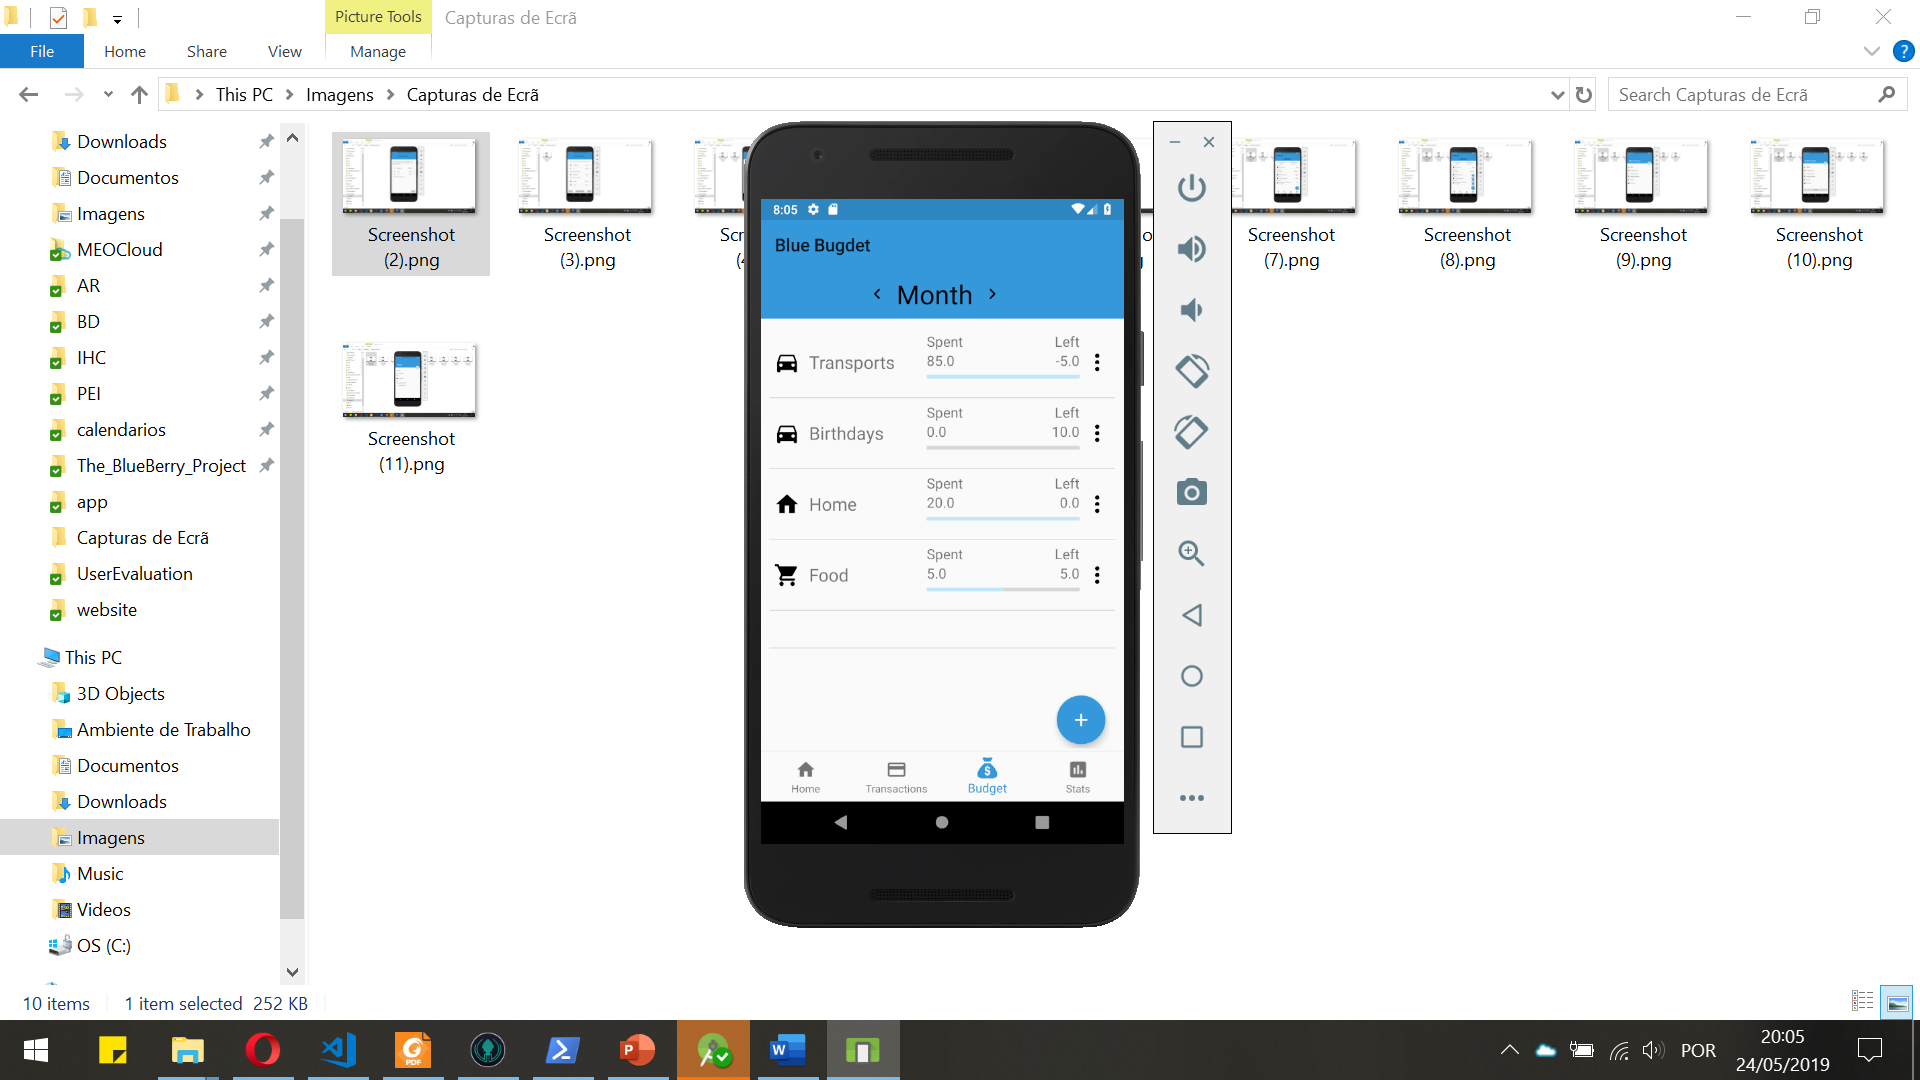 Picture Tools
Capturas de Ecrã
File
Home
Share
View
Manage
This PC
Imagens
Capturas de Ecrã
Search Capturas de Ecrã
Downloads
Documentos
Imagens
MEOCloud
AR
BD
IHC
PEI
calendarios
The_BlueBerry_Project
app
Capturas de Ecrã
UserEvaluation
website
This PC
3D Objects
Ambiente de Trabalho
Documentos
Downloads
Imagens
Music
Videos
OS (C:)
Screenshot
(2).png
Screenshot
(3).png
Screenshot
(7).png
Screenshot
(8).png
Screenshot
(9).png
Screenshot
(10).png
Screenshot
(11).png
8:05
Blue Bugdet
Month
Transports
Spent
Left
85.0
-5.0
Birthdays
Spent
Left
0.0
10.0
Home
Spent
Left
20.0
0.0
Food
Spent
Left
5.0
5.0
Home
Transactions
Budget
Stats
10 items
1 item selected 252 KB
PDF
POR
20:05
24/05/2019